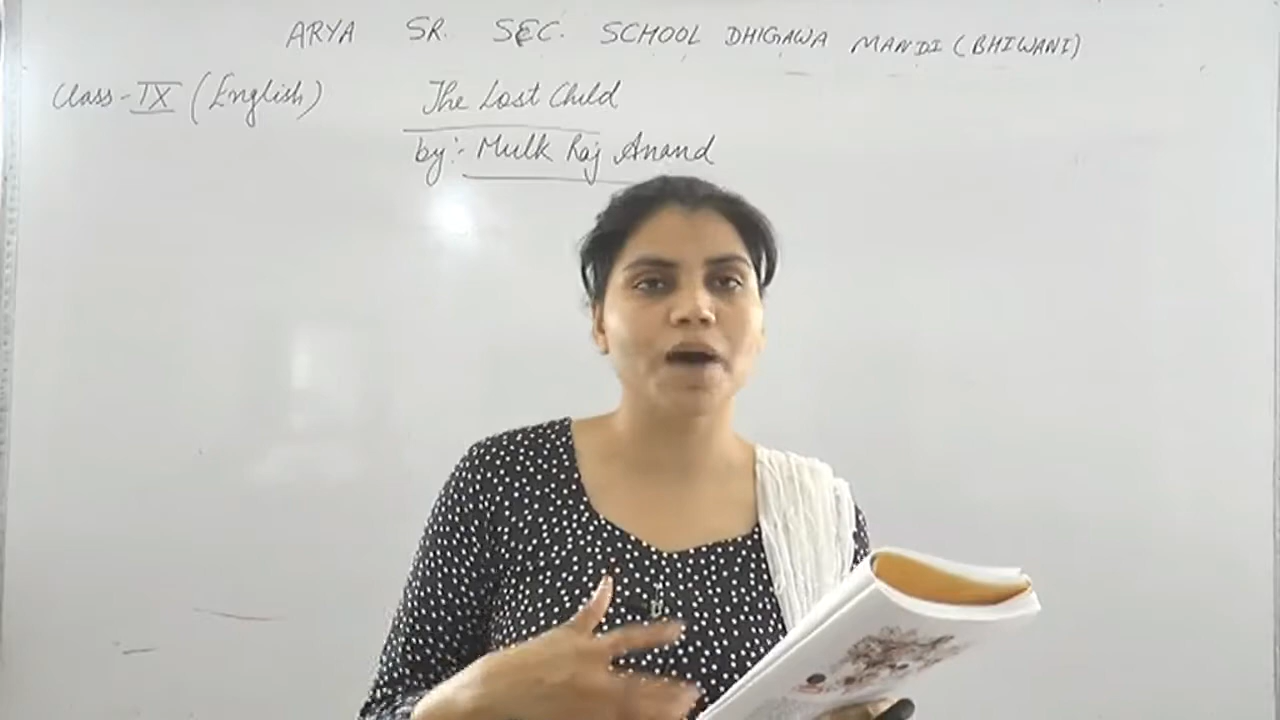 ARYA SR. SEC. SCHOOL DHIGAWA MANDI (BHIWANI)
Class-IX (English) The Lost Child
by:- Mulk Raj Anand